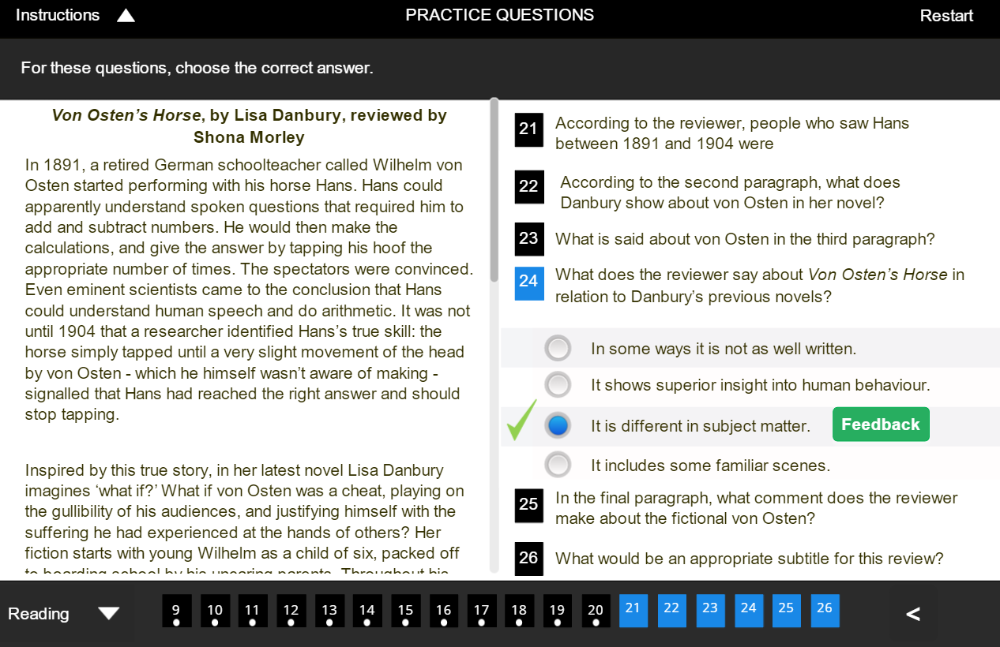 Instructions
PRACTICE QUESTIONS
Restart
For these questions, choose the correct answer.
Von Osten’s Horse, by Lisa Danbury, reviewed by
Shona Morley
In 1891, a retired German schoolteacher called Wilhelm von
Osten started performing with his horse Hans. Hans could
apparently understand spoken questions that required him to
add and subtract numbers. He would then make the
calculations, and give the answer by tapping his hoof the
appropriate number of times. The spectators were convinced.
Even eminent scientists came to the conclusion that Hans
could understand human speech and do arithmetic. It was not
until 1904 that a researcher identified Hans’s true skill: the
horse simply tapped until a very slight movement of the head
by von Osten - which he himself wasn’t aware of making -
signalled that Hans had reached the right answer and should
stop tapping.
Inspired by this true story, in her latest novel Lisa Danbury
imagines ‘what if?’ What if von Osten was a cheat, playing on
the gullibility of his audiences, and justifying himself with the
suffering he had experienced at the hands of others? Her
fiction starts with young Wilhelm as a child of six, packed off
to boarding school by his uncaring parents. Throughout his
21 According to the reviewer, people who saw Hans
between 1891 and 1904 were
22 According to the second paragraph, what does
Danbury show about von Osten in her novel?
23 What is said about von Osten in the third paragraph?
24 What does the reviewer say about Von Osten’s Horse in
relation to Danbury’s previous novels?
In some ways it is not as well written.
It shows superior insight into human behaviour.
It is different in subject matter. Feedback
It includes some familiar scenes.
25 In the final paragraph, what comment does the reviewer
make about the fictional von Osten?
26 What would be an appropriate subtitle for this review?
Reading 9 10 11 12 13 14 15 16 17 18 19 20 21 22 23 24 25 26 <